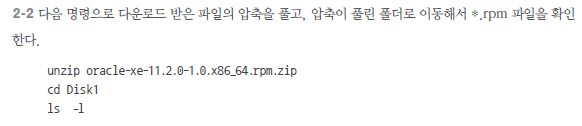 2-2 다음 명령으로 다운로드 받은 파일의 압축을 풀고, 압축이 풀린 폴더로 이동해서 *.rpm 파일을 확인
한다.
unzip oracle-xe-11.2.0-1.0.x86_64.rpm.zip
cd Disk1
ls -l